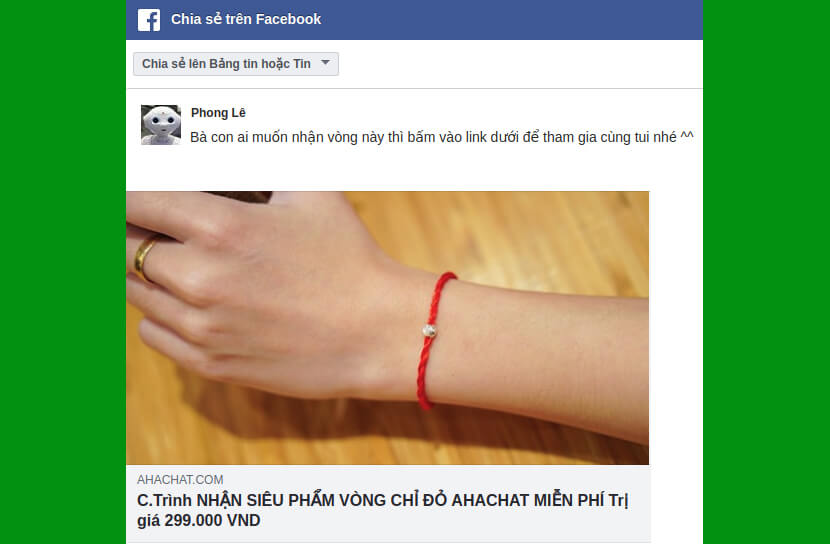 Chia sẻ trên Facebook
Chia sẻ lên Bảng tin hoặc Tin
Phong Lê
Bà con ai muốn nhận vòng này thì bấm vào link dưới để tham gia cùng tui nhé ^^
AHACHAT.COM
C.Trình NHẬN SIÊU PHẨM VÒNG CHỈ ĐỎ AHACHAT MIỄN PHÍ Trị
giá 299.000 VND